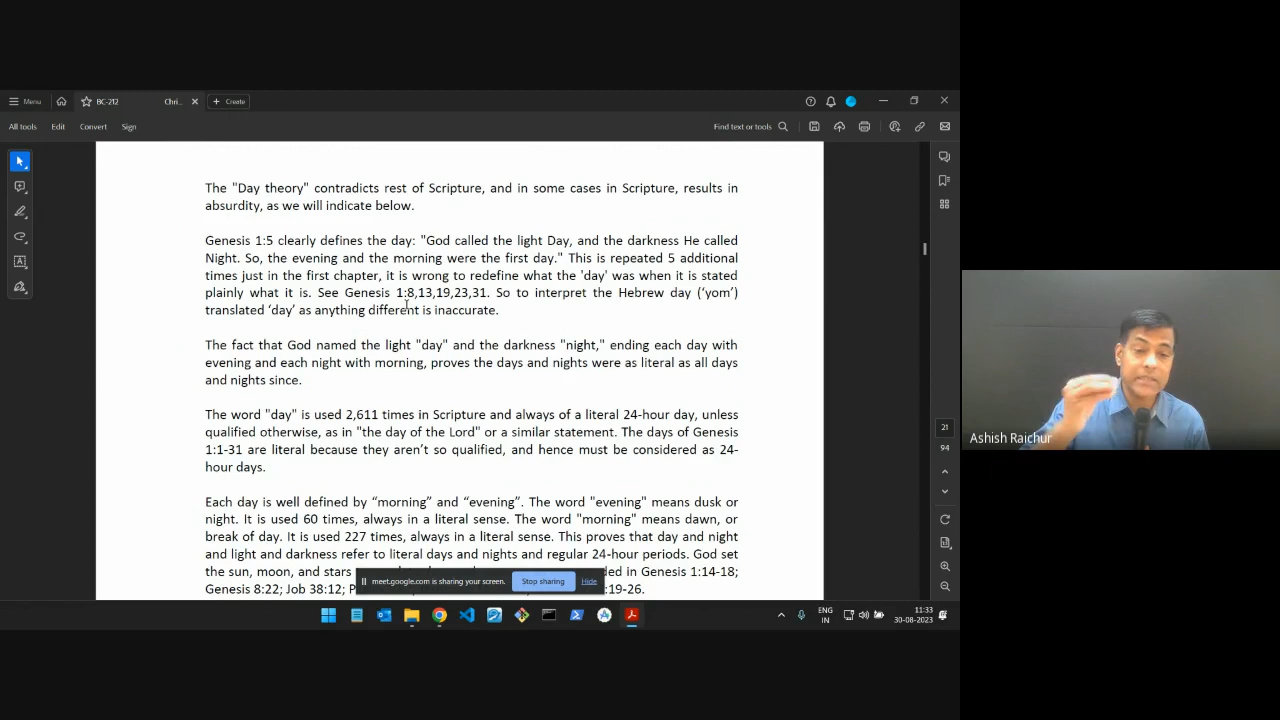 Menu
BC-212
Chri...
Create
All tools
Edit
Convert
Sign
Find text or tools
The "Day theory" contradicts rest of Scripture, and in some cases in Scripture, results in
absurdity, as we will indicate below.
Genesis 1:5 clearly defines the day: "God called the light Day, and the darkness He called
Night. So, the evening and the morning were the first day." This is repeated 5 additional
times just in the first chapter, it is wrong to redefine what the 'day' was when it is stated
plainly what it is. See Genesis 1:8,13,19,23,31. So to interpret the Hebrew day (‘yom’)
translated ‘day’ as anything different is inaccurate.
The fact that God named the light "day" and the darkness "night," ending each day with
evening and each night with morning, proves the days and nights were as literal as all days
and nights since.
The word "day" is used 2,611 times in Scripture and always of a literal 24-hour day, unless
qualified otherwise, as in "the day of the Lord" or a similar statement. The days of Genesis
1:1-31 are literal because they aren’t so qualified, and hence must be considered as 24-
hour days.
Each day is well defined by “morning” and “evening”. The word "evening" means dusk or
night. It is used 60 times, always in a literal sense. The word "morning" means dawn, or
break of day. It is used 227 times, always in a literal sense. This proves that day and night
and light and darkness refer to literal days and nights and regular 24-hour periods. God set
the sun, moon, and stars ded in Genesis 1:14-18;
Genesis 8:22; Job 38:12; P :19-26.
meet.google.com is sharing your screen.
Stop sharing
Hide
21
94
Ashish Raichur
ENG
IN
11:33
30-08-2023